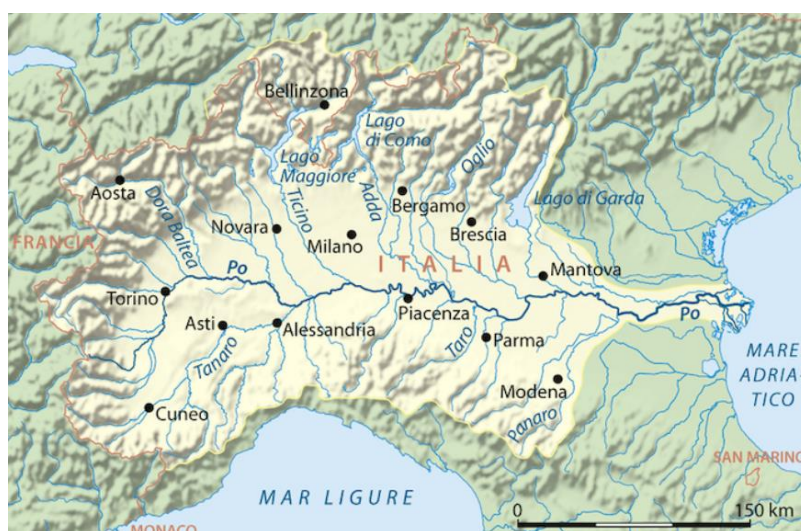 Bellinzona
Lago
di Como
Lago
Maggiore
Oglio
Aosta
Dora Baltea
Ticino
Adda
Bergamo
Lago di Garda
FRANCIA
Novara
Milano
Brescia
ITALIA
Po
Mantova
Torino
Piacenza
Po
Asti
Alessandria
Tanaro
Taro
Parma
MARE
ADRIA-
TICO
Modena
Cuneo
Panaro
SAN MARINO
MAR LIGURE
0 150 km
MONACO